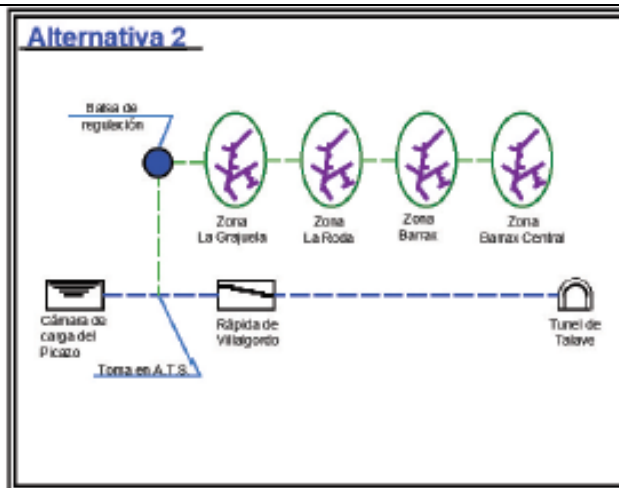 Alternativa 2
Balsa de
regulación
Zona
La Grajuela
Zona
La Roda
Zona
Barrax
Zona
Barrax Central
Cámara de
carga del
Picazo
Rápida de
Villalgordo
Tunel de
Talave
Toma en A.T.S.